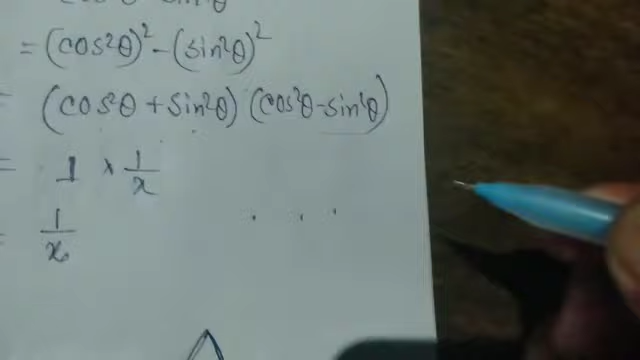 = (cos²θ)² - (sin²θ)²
= (cos²θ + sin²θ) (cos²θ - sin²θ)
= 1 × 1/x
= 1/x